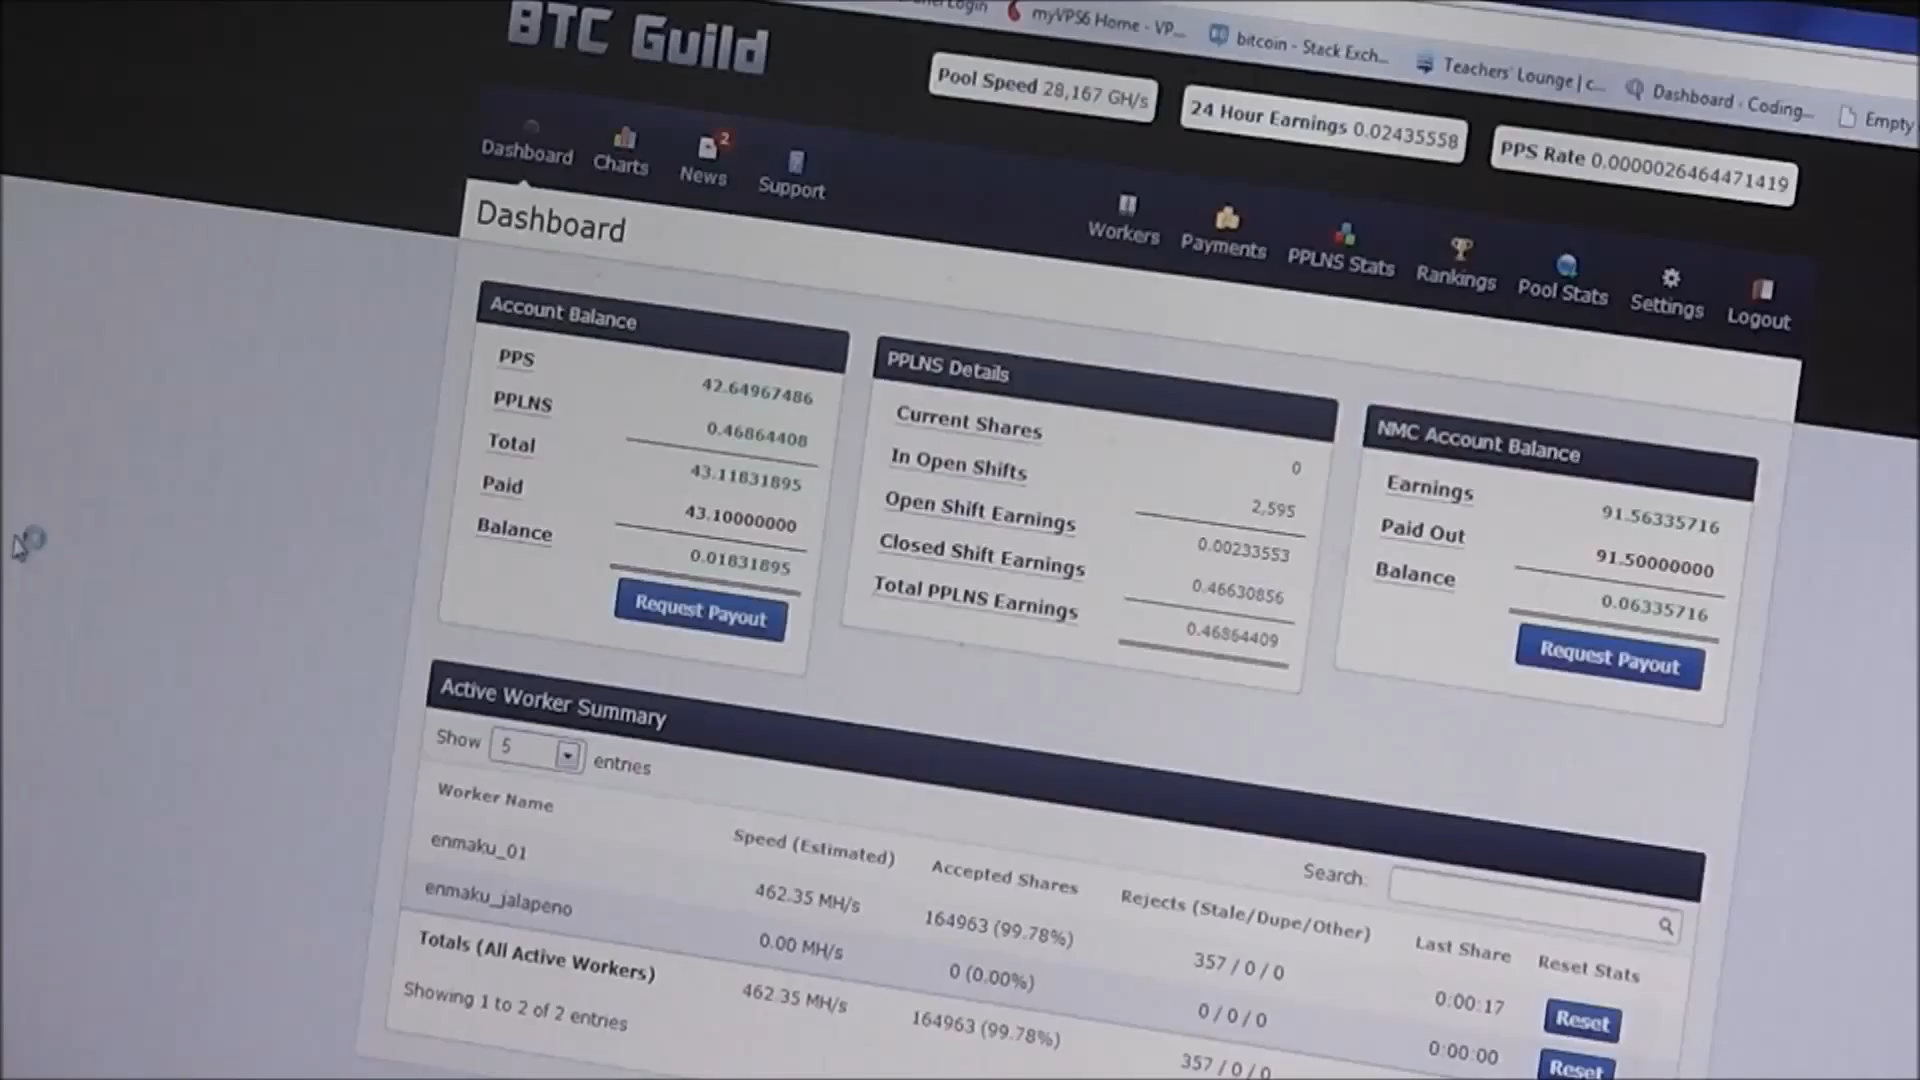 Login
myVPS6 Home - VP...
bitcoin - Stack Exch...
Teachers' Lounge | c...
Dashboard - Coding...
Empty
BTC Guild
Pool Speed 28,167 GH/s
24 Hour Earnings 0.02435558
PPS Rate 0.0000026464471419
Dashboard
Charts
2
News
Support
Workers
Payments
PPLNS Stats
Rankings
Pool Stats
Settings
Logout
Dashboard
Account Balance
PPS 42.64967486
PPLNS 0.46864408
Total 43.11831895
Paid 43.10000000
Balance 0.01831895
Request Payout
PPLNS Details
Current Shares 0
In Open Shifts 2,595
Open Shift Earnings 0.00233553
Closed Shift Earnings 0.46630856
Total PPLNS Earnings 0.46864409
NMC Account Balance
Earnings 91.56335716
Paid Out 91.50000000
Balance 0.06335716
Request Payout
Active Worker Summary
Show 5 entries
Search:
Worker Name Speed (Estimated) Accepted Shares Rejects (Stale/Dupe/Other) Last Share Reset Stats
enmaku_01 462.35 MH/s 164963 (99.78%) 357 / 0 / 0 0:00:17 Reset
enmaku_jalapeno 0.00 MH/s 0 (0.00%) 0 / 0 / 0 0:00:00 Reset
Totals (All Active Workers) 462.35 MH/s 164963 (99.78%) 357 / 0 / 0
Showing 1 to 2 of 2 entries